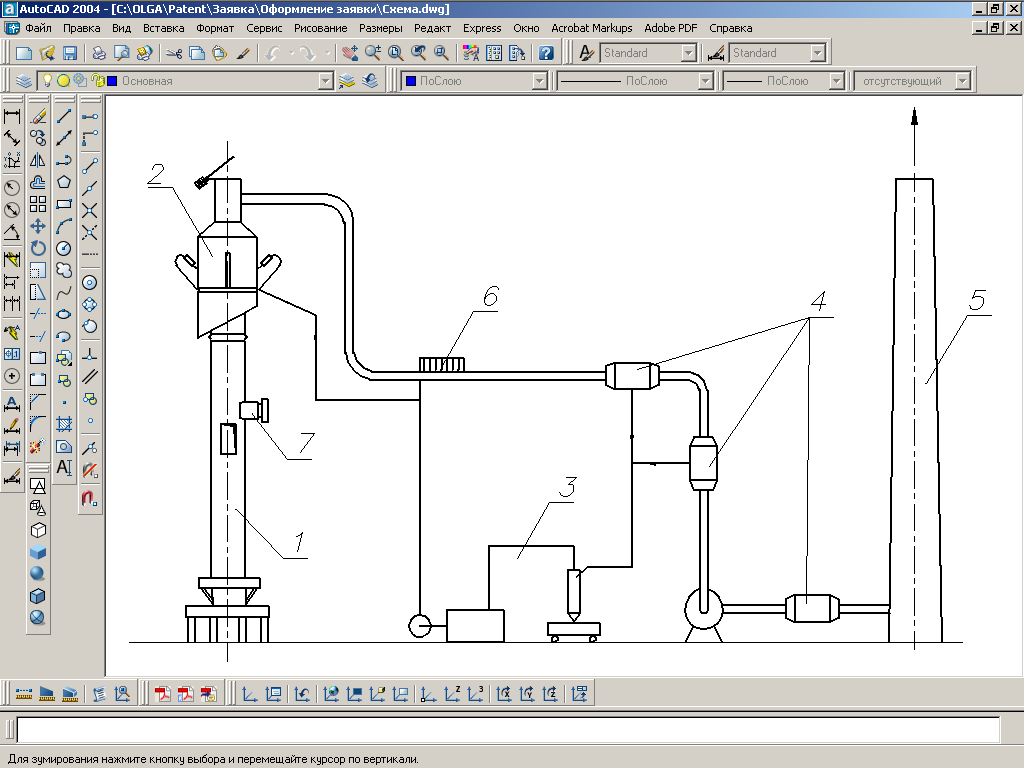 AutoCAD 2004 - [C:\OLGA\Patent\Заявка\Оформление заявки\Схема.dwg]
Файл Правка Вид Вставка Формат Сервис Рисование Размеры Редакт Express Окно Acrobat Markups Adobe PDF Справка
Standard Standard
Основная ПоСлою ПоСлою ПоСлою отсутствующий
2
6
4
5
7
3
1
Для зумирования нажмите кнопку выбора и перемещайте курсор по вертикали.